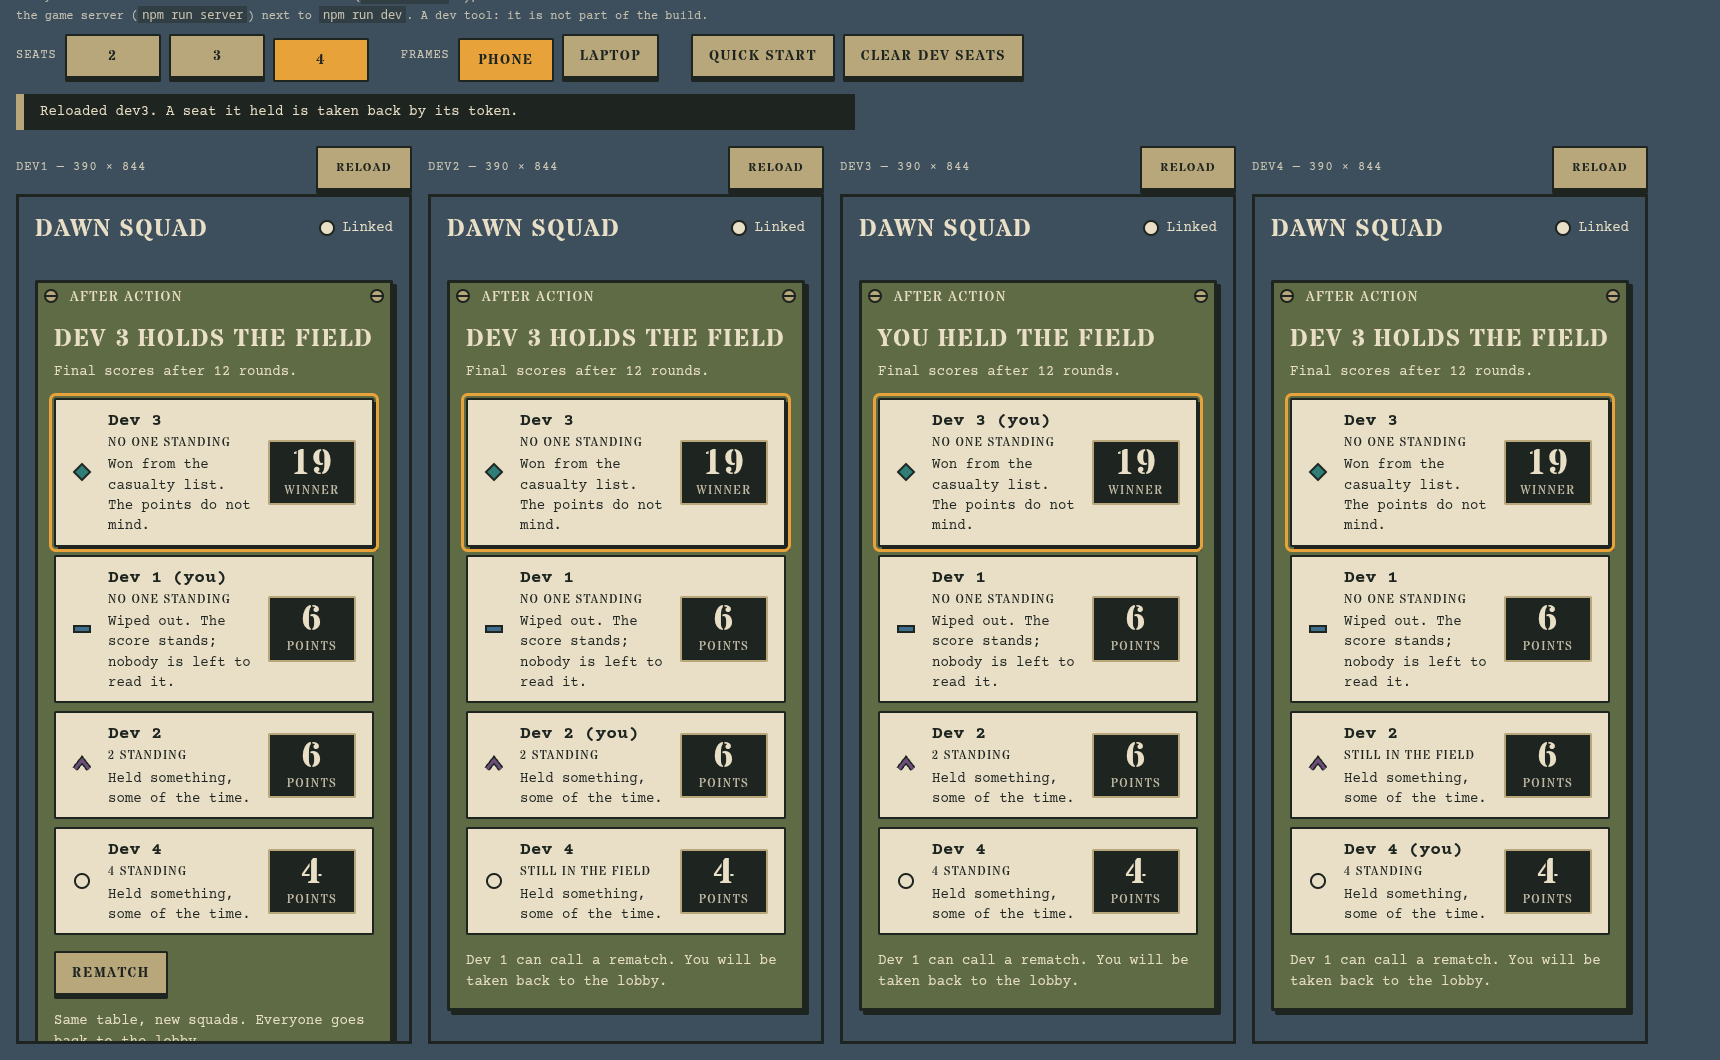 the game server (npm run server) next to npm run dev. A dev tool: it is not part of the build.
SEATS 2 3 4 FRAMES PHONE LAPTOP QUICK START CLEAR DEV SEATS
Reloaded dev3. A seat it held is taken back by its token.
DEV1 — 390 × 844 RELOAD
DAWN SQUAD Linked
AFTER ACTION
DEV 3 HOLDS THE FIELD
Final scores after 12 rounds.
Dev 3
NO ONE STANDING
Won from the
casualty list.
The points do not
mind.
19
WINNER
Dev 1 (you)
NO ONE STANDING
Wiped out. The
score stands;
nobody is left to
read it.
6
POINTS
Dev 2
2 STANDING
Held something,
some of the time.
6
POINTS
Dev 4
4 STANDING
Held something,
some of the time.
4
POINTS
REMATCH
Same table, new squads. Everyone goes
back to the lobby
DEV2 — 390 × 844 RELOAD
DAWN SQUAD Linked
AFTER ACTION
DEV 3 HOLDS THE FIELD
Final scores after 12 rounds.
Dev 3
NO ONE STANDING
Won from the
casualty list.
The points do not
mind.
19
WINNER
Dev 1
NO ONE STANDING
Wiped out. The
score stands;
nobody is left to
read it.
6
POINTS
Dev 2 (you)
2 STANDING
Held something,
some of the time.
6
POINTS
Dev 4
STILL IN THE FIELD
Held something,
some of the time.
4
POINTS
Dev 1 can call a rematch. You will be
taken back to the lobby.
DEV3 — 390 × 844 RELOAD
DAWN SQUAD Linked
AFTER ACTION
YOU HELD THE FIELD
Final scores after 12 rounds.
Dev 3 (you)
NO ONE STANDING
Won from the
casualty list.
The points do not
mind.
19
WINNER
Dev 1
NO ONE STANDING
Wiped out. The
score stands;
nobody is left to
read it.
6
POINTS
Dev 2
2 STANDING
Held something,
some of the time.
6
POINTS
Dev 4
4 STANDING
Held something,
some of the time.
4
POINTS
Dev 1 can call a rematch. You will be
taken back to the lobby.
DEV4 — 390 × 844 RELOAD
DAWN SQUAD Linked
AFTER ACTION
DEV 3 HOLDS THE FIELD
Final scores after 12 rounds.
Dev 3
NO ONE STANDING
Won from the
casualty list.
The points do not
mind.
19
WINNER
Dev 1
NO ONE STANDING
Wiped out. The
score stands;
nobody is left to
read it.
6
POINTS
Dev 2
STILL IN THE FIELD
Held something,
some of the time.
6
POINTS
Dev 4 (you)
4 STANDING
Held something,
some of the time.
4
POINTS
Dev 1 can call a rematch. You will be
taken back to the lobby.